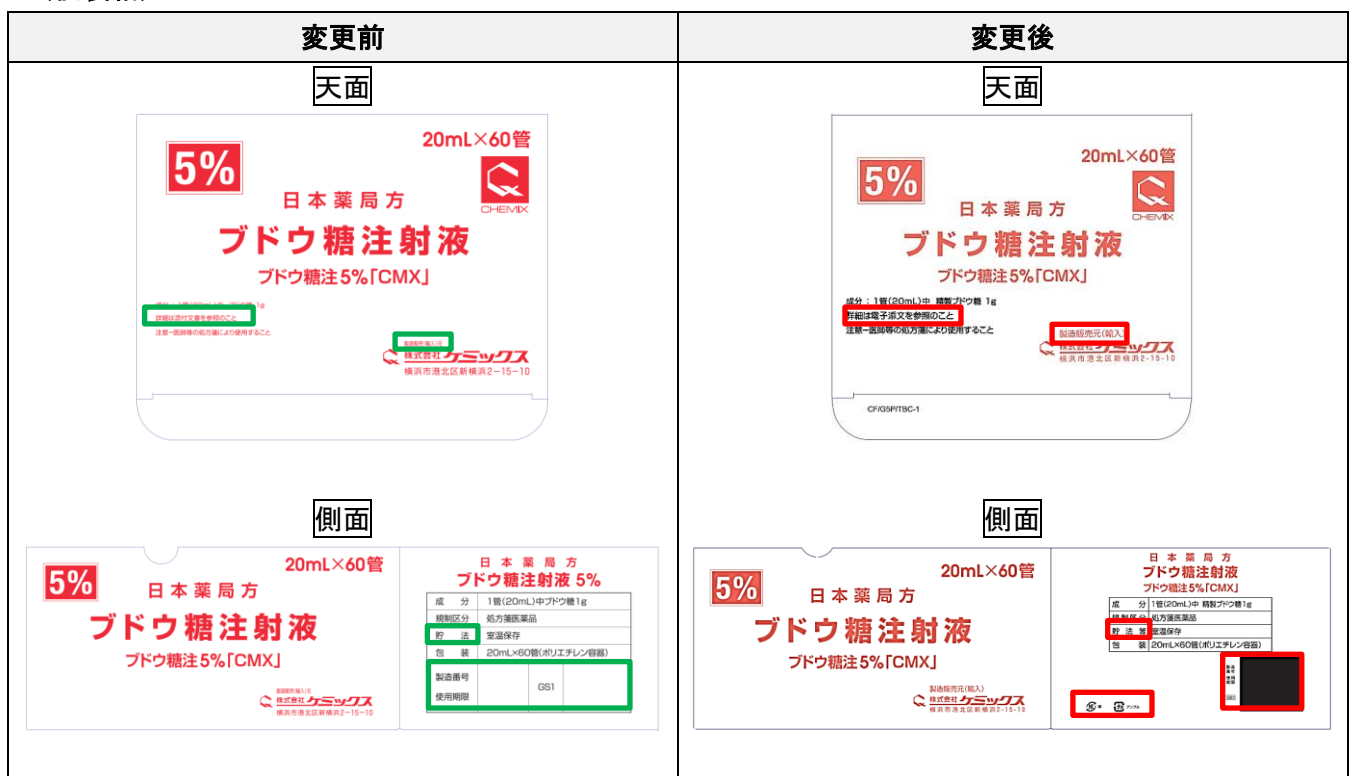 変更前
変更後
天面
5%
20mL×60管
CHEMIX
日本薬局方
ブドウ糖注射液
ブドウ糖注5%「CMX」
詳細は添付文書を参照のこと
注意-医師等の処方箋により使用すること
製造販売(輸入)元
株式会社ケミックス
横浜市港北区新横浜2-15-10
天面
5%
20mL×60管
CHEMIX
日本薬局方
ブドウ糖注射液
ブドウ糖注5%「CMX」
成分:1管(20mL)中 精製ブドウ糖 1g
詳細は電子添文を参照のこと
注意-医師等の処方箋により使用すること
製造販売元(輸入)
株式会社ケミックス
横浜市港北区新横浜2-15-10
CF/G5P/TBC-1
側面
5%
20mL×60管
日本薬局方
ブドウ糖注射液
ブドウ糖注5%「CMX」
製造販売(輸入)元
株式会社ケミックス
横浜市港北区新横浜2-15-10
日本薬局方
ブドウ糖注射液 5%
成分 1管(20mL)中ブドウ糖1g
規制区分 処方箋医薬品
貯法 室温保存
包装 20mL×60管(ポリエチレン容器)
製造番号
使用期限
GS1
側面
5%
20mL×60管
日本薬局方
ブドウ糖注射液
ブドウ糖注5%「CMX」
製造販売元(輸入)
株式会社ケミックス
横浜市港北区新横浜2-15-10
日本薬局方
ブドウ糖注射液
ブドウ糖注5%「CMX」
成分 1管(20mL)中 精製ブドウ糖1g
規制区分 処方箋医薬品
貯法等 室温保存
包装 20mL×60管(ポリエチレン容器)
アンプル